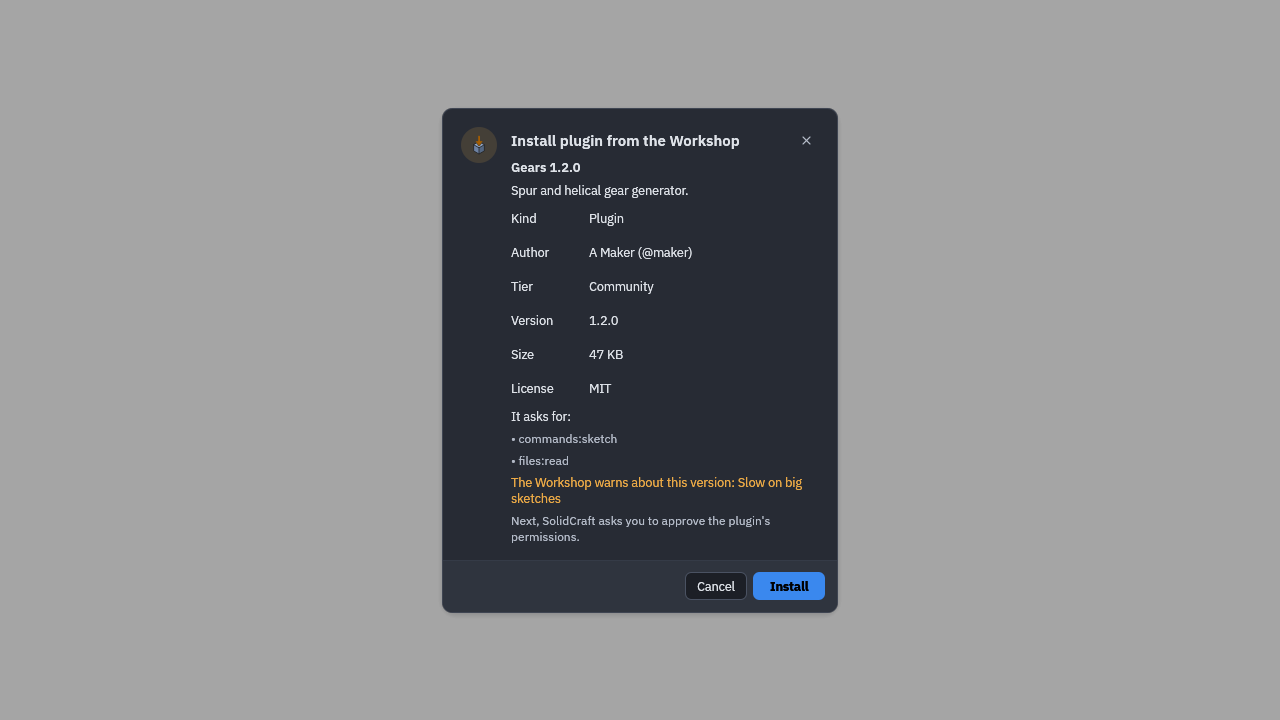 Install plugin from the Workshop
Gears 1.2.0
Spur and helical gear generator.
Kind Plugin
Author A Maker (@maker)
Tier Community
Version 1.2.0
Size 47 KB
License MIT
It asks for:
• commands:sketch
• files:read
The Workshop warns about this version: Slow on big
sketches
Next, SolidCraft asks you to approve the plugin's
permissions.
Cancel Install